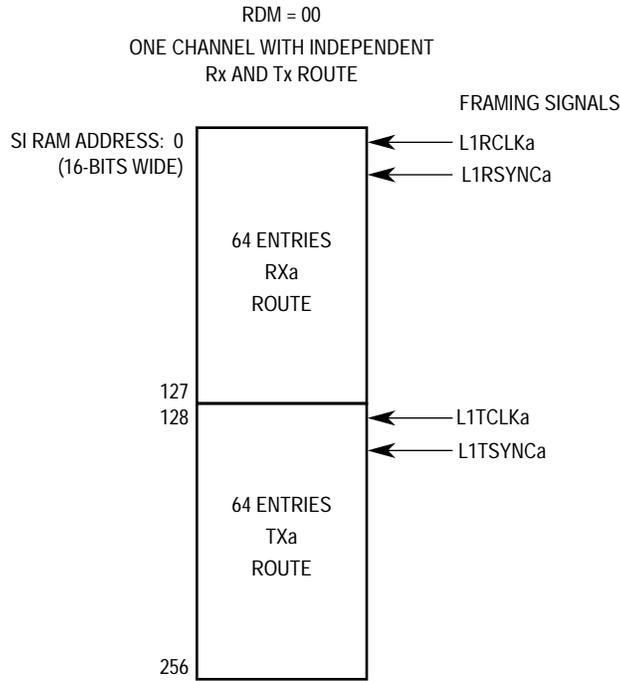 RDM = 00
ONE CHANNEL WITH INDEPENDENT
Rx AND Tx ROUTE
FRAMING SIGNALS
SI RAM ADDRESS: 0
(16-BITS WIDE)
L1RCLKa
L1RSYNCa
64 ENTRIES
RXa
ROUTE
127
128
L1TCLKa
L1TSYNCa
64 ENTRIES
TXa
ROUTE
256